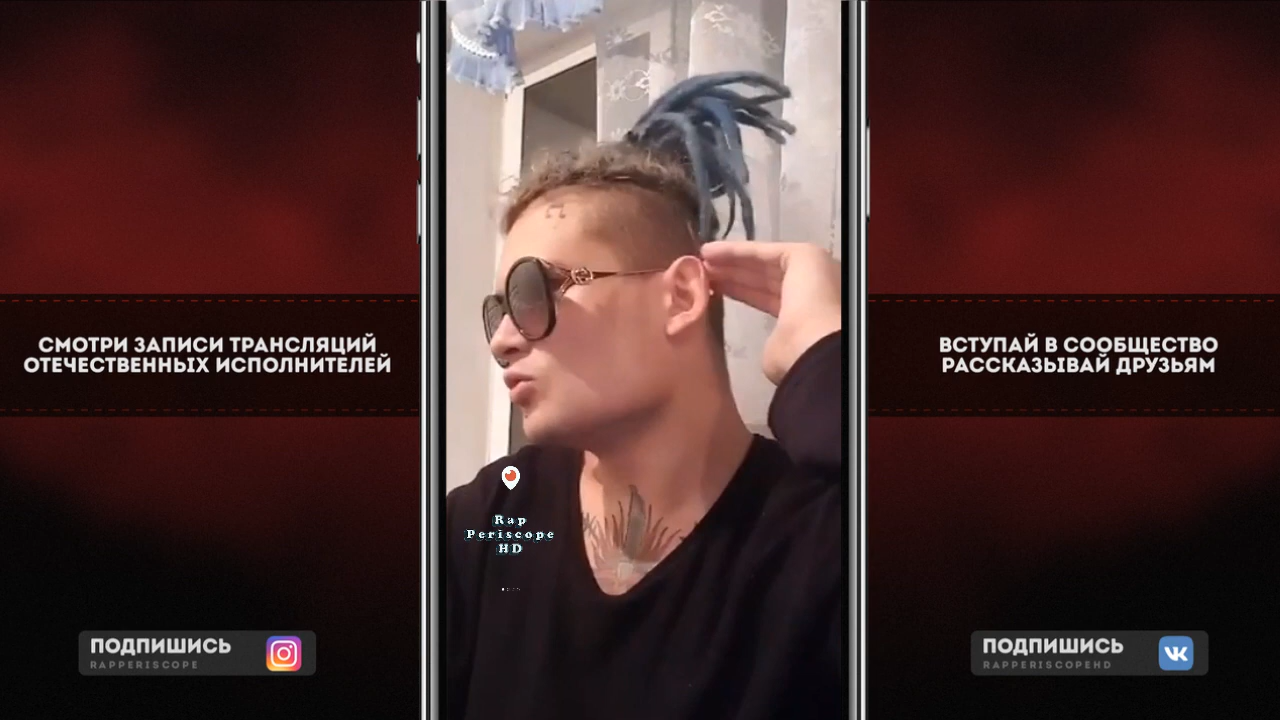 СМОТРИ ЗАПИСИ ТРАНСЛЯЦИЙ
ОТЕЧЕСТВЕННЫХ ИСПОЛНИТЕЛЕЙ
ВСТУПАЙ В СООБЩЕСТВО
РАССКАЗЫВАЙ ДРУЗЬЯМ
Rap
Periscope
HD
ПОДПИШИСЬ
RAPPERISCOPE
ПОДПИШИСЬ
RAPPERISCOPEHD